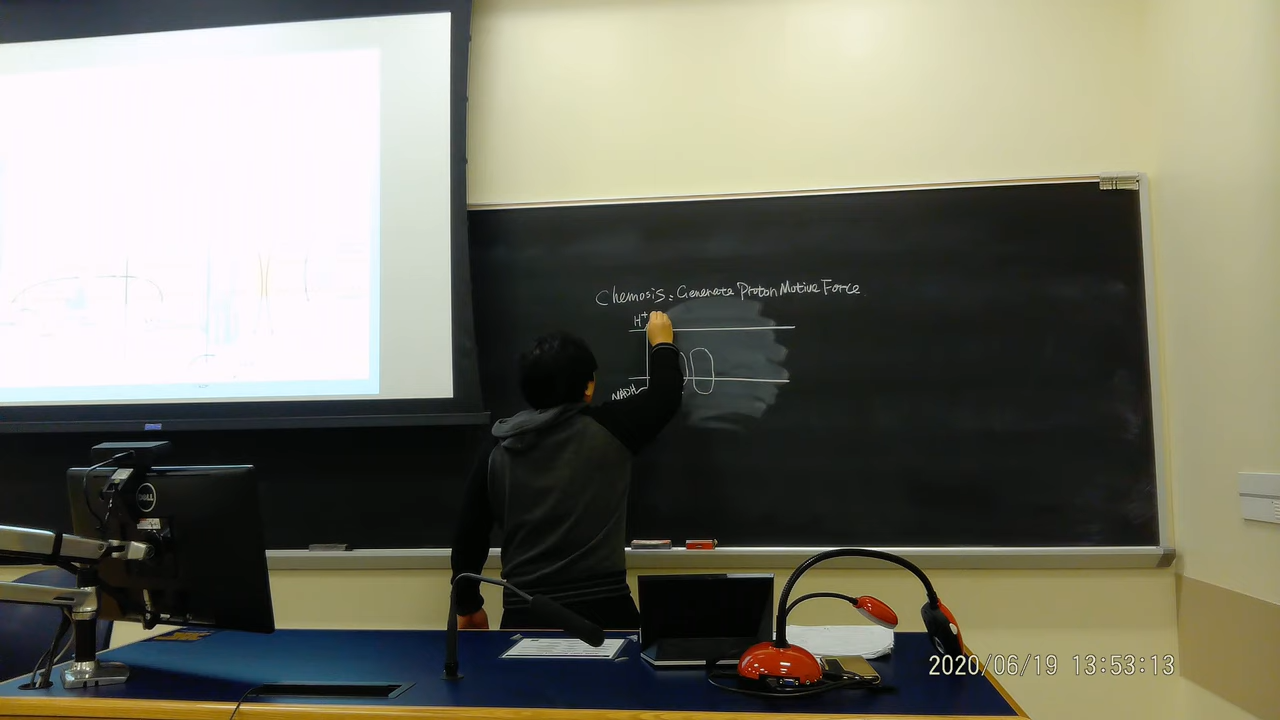 Chemosis: Generate Proton Motive Force
H+
NADH
DELL
2020/06/19 13:53:13